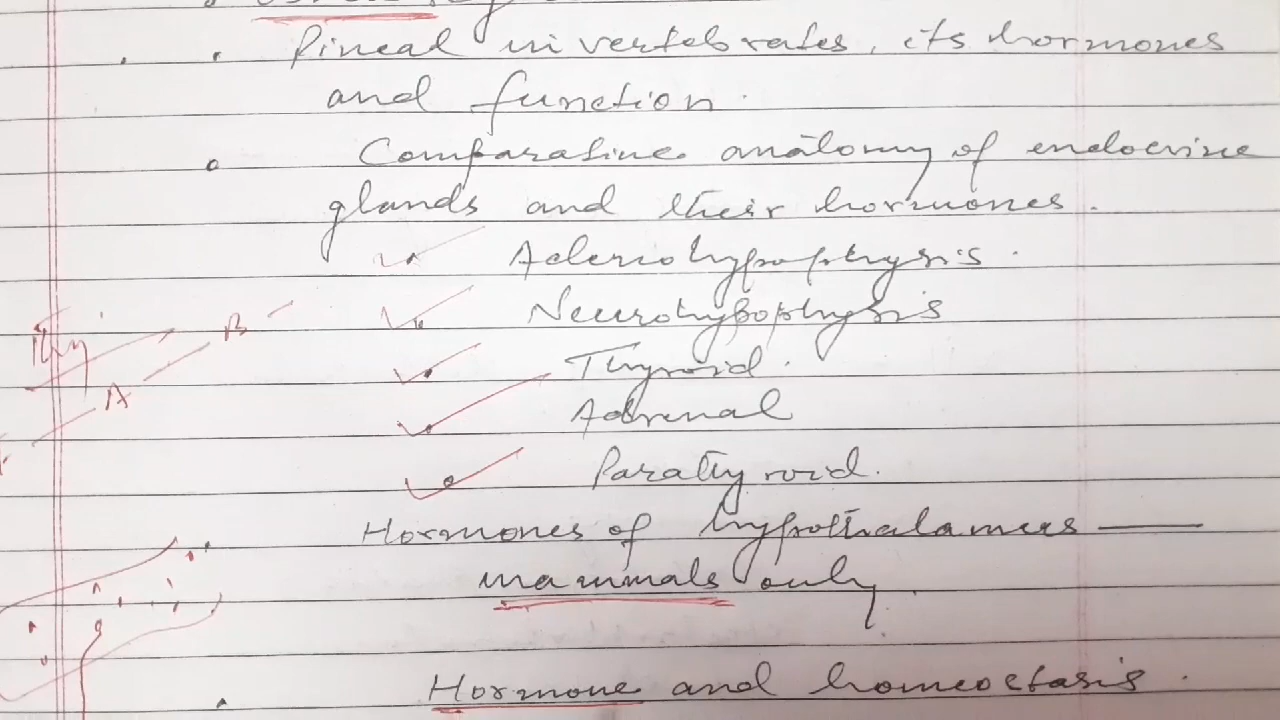 Pineal in vertebrates, its hormones
and function.
Comparative anatomy of endocrine
glands and their hormones.
Adenohypophysis.
Neurohypophysis
Thyroid.
Adrenal
Parathyroid.
Hormones of hypothalamus —
mammals only
Hormone and homeostasis.
B
A